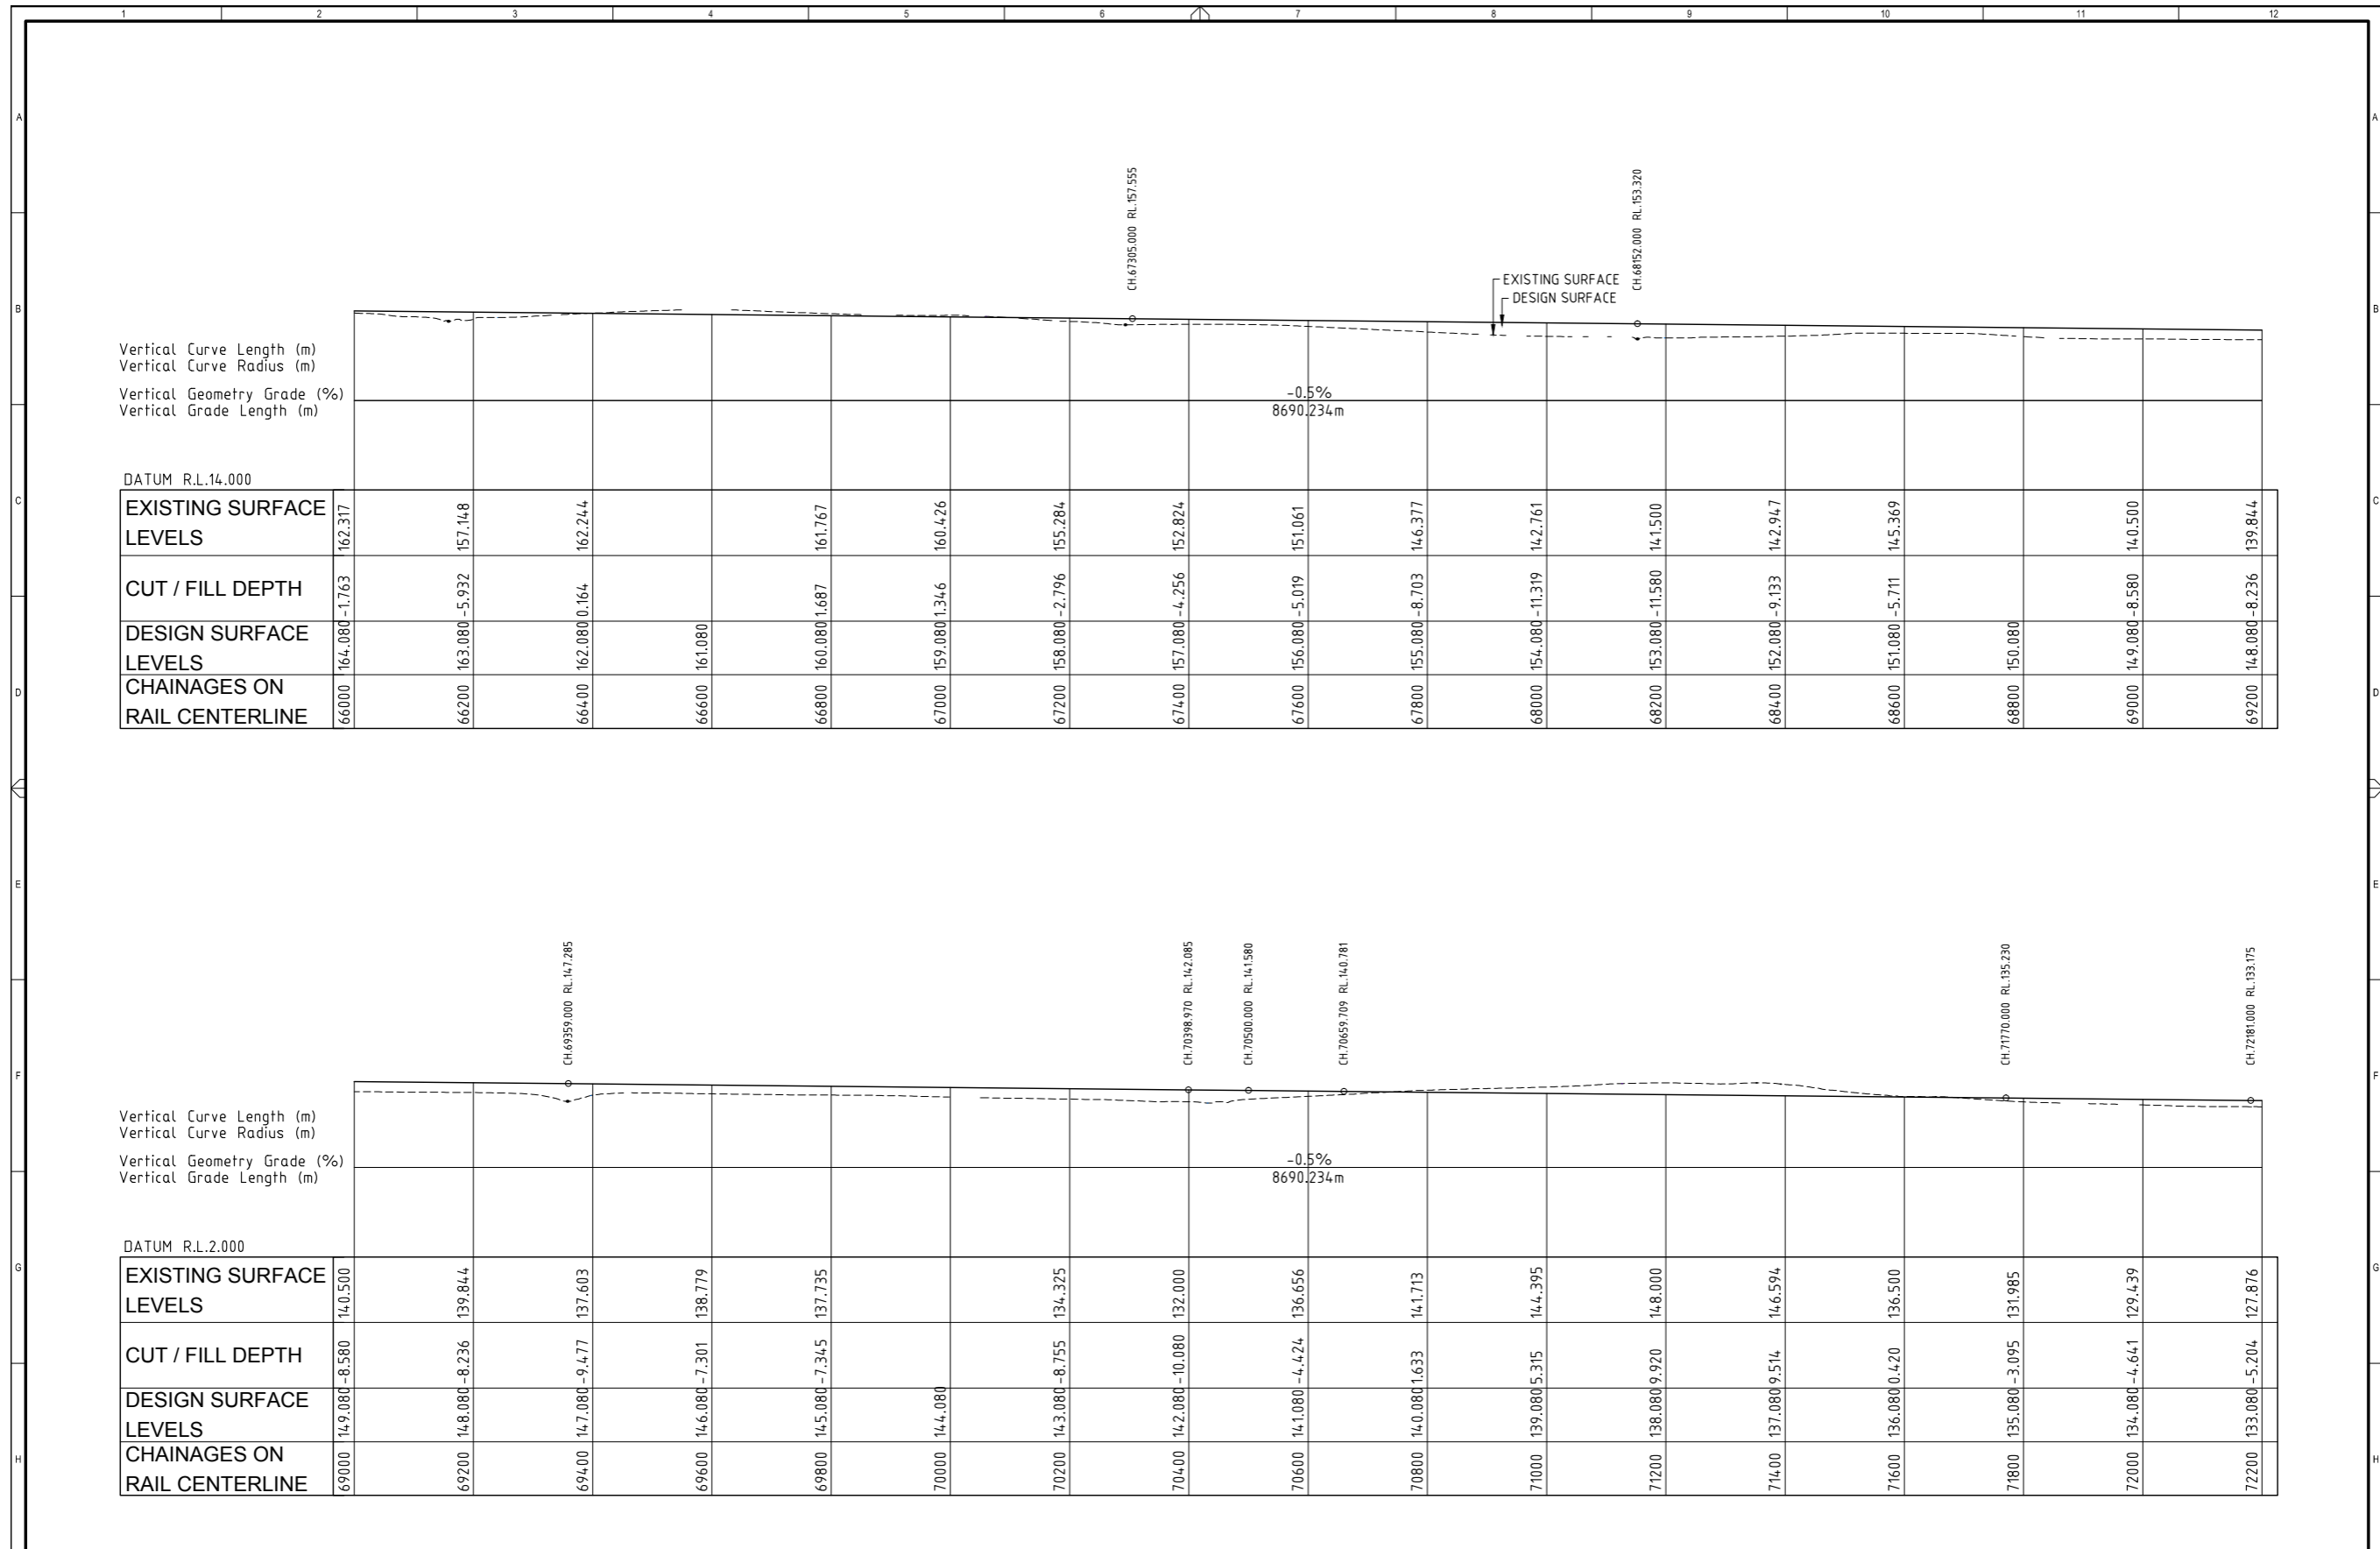 1 2 3 4 5 6 7 8 9 10 11 12
A A
CH.67305.000 RL.157.555
CH.68152.000 RL.153.320
EXISTING SURFACE
DESIGN SURFACE
B B
Vertical Curve Length (m)
Vertical Curve Radius (m)
Vertical Geometry Grade (%) -0.5%
Vertical Grade Length (m) 8690.234m
DATUM R.L.14.000
C C
EXISTING SURFACE LEVELS 162.317 157.148 162.244 161.767 160.426 155.284 152.824 151.061 146.377 142.761 141.500 142.947 145.369 140.500 139.844
CUT / FILL DEPTH -1.763 -5.932 0.164 1.687 1.346 -2.796 -4.256 -5.019 -8.703 -11.319 -11.580 -9.133 -5.711 -8.580 -8.236
DESIGN SURFACE LEVELS 164.080 163.080 162.080 161.080 160.080 159.080 158.080 157.080 156.080 155.080 154.080 153.080 152.080 151.080 150.080 149.080 148.080
D D
CHAINAGES ON RAIL CENTERLINE 66000 66200 66400 66600 66800 67000 67200 67400 67600 67800 68000 68200 68400 68600 68800 69000 69200
E E
CH.69359.000 RL.147.285
CH.70398.970 RL.142.085
CH.70500.000 RL.141.580
CH.70659.709 RL.140.781
CH.71770.000 RL.135.230
CH.72181.000 RL.133.175
F F
Vertical Curve Length (m)
Vertical Curve Radius (m)
Vertical Geometry Grade (%) -0.5%
Vertical Grade Length (m) 8690.234m
DATUM R.L.2.000
G G
EXISTING SURFACE LEVELS 140.500 139.844 137.603 138.779 137.735 134.325 132.000 136.656 141.713 144.395 148.000 146.594 136.500 131.985 129.439 127.876
CUT / FILL DEPTH -8.580 -8.236 -9.477 -7.301 -7.345 -8.755 -10.080 -4.424 1.633 5.315 9.920 9.514 0.420 -3.095 -4.641 -5.204
DESIGN SURFACE LEVELS 149.080 148.080 147.080 146.080 145.080 144.080 143.080 142.080 141.080 140.080 139.080 138.080 137.080 136.080 135.080 134.080 133.080
H H
CHAINAGES ON RAIL CENTERLINE 69000 69200 69400 69600 69800 70000 70200 70400 70600 70800 71000 71200 71400 71600 71800 72000 72200